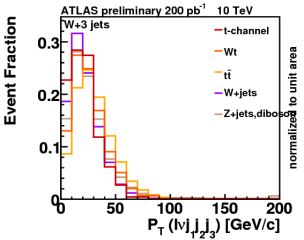 ATLAS preliminary 200 pb⁻¹ 10 TeV
W+3 jets
t-channel
Wt
tt̄
W+jets
Z+jets,diboson
Event Fraction
normalized to unit area
0.3
0.2
0.1
0
0 50 100 150 200
P_T (lνj₁j₂j₃) [GeV/c]